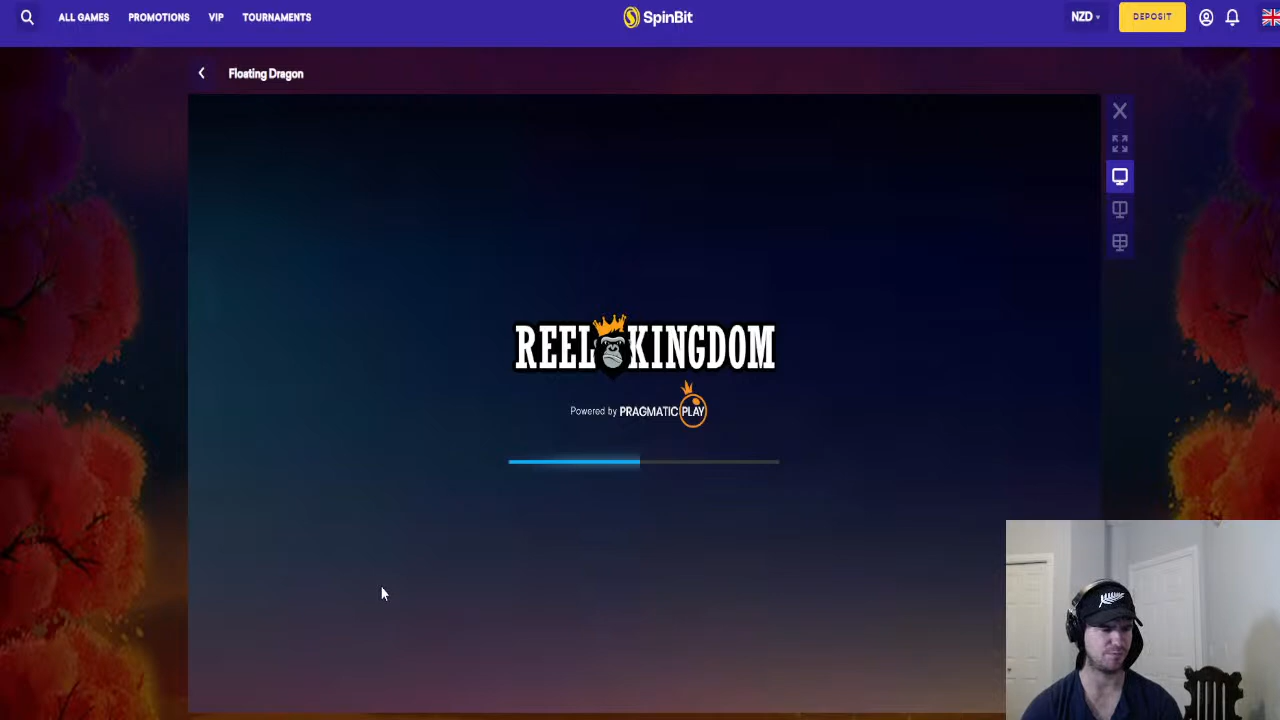 ALL GAMES PROMOTIONS VIP TOURNAMENTS SpinBit NZD DEPOSIT
Floating Dragon
REEL KINGDOM
Powered by PRAGMATIC PLAY